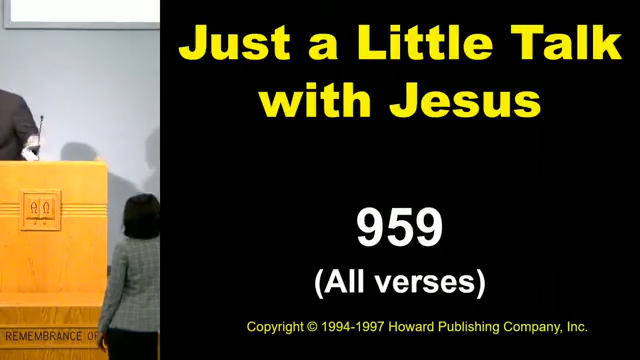 Just a Little Talk
with Jesus
959
(All verses)
Copyright © 1994-1997 Howard Publishing Company, Inc.
Α Ω
REMEMBRANCE OF